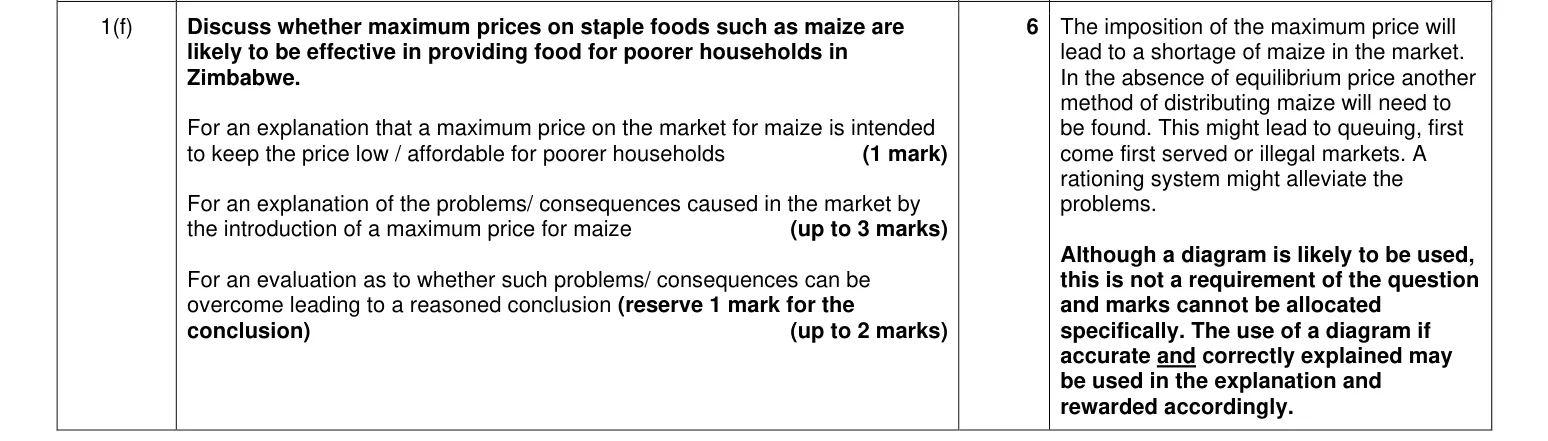 1(f)
Discuss whether maximum prices on staple foods such as maize are
likely to be effective in providing food for poorer households in
Zimbabwe.
For an explanation that a maximum price on the market for maize is intended
to keep the price low / affordable for poorer households (1 mark)
For an explanation of the problems/ consequences caused in the market by
the introduction of a maximum price for maize (up to 3 marks)
For an evaluation as to whether such problems/ consequences can be
overcome leading to a reasoned conclusion (reserve 1 mark for the
conclusion) (up to 2 marks)
6
The imposition of the maximum price will
lead to a shortage of maize in the market.
In the absence of equilibrium price another
method of distributing maize will need to
be found. This might lead to queuing, first
come first served or illegal markets. A
rationing system might alleviate the
problems.
Although a diagram is likely to be used,
this is not a requirement of the question
and marks cannot be allocated
specifically. The use of a diagram if
accurate and correctly explained may
be used in the explanation and
rewarded accordingly.